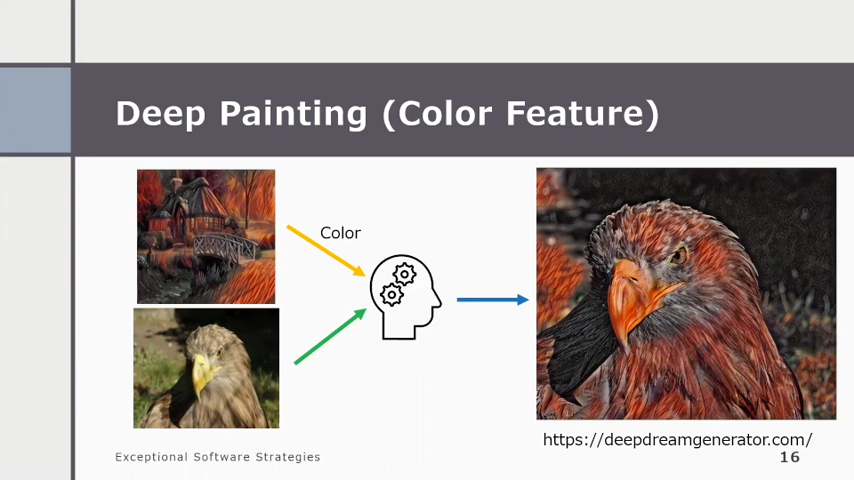 Deep Painting (Color Feature)
Color
https://deepdreamgenerator.com/
Exceptional Software Strategies
16